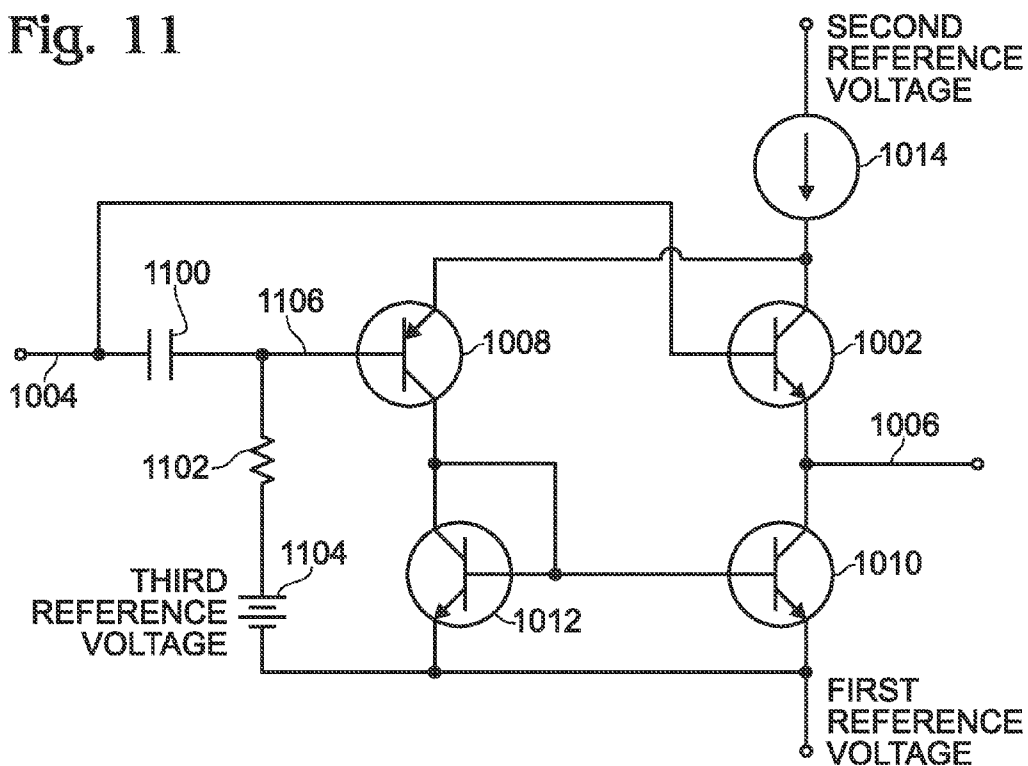 Fig. 11
SECOND
REFERENCE
VOLTAGE
1014
1100
1106
1008
1002
1004
1006
1102
1104
THIRD
REFERENCE
VOLTAGE
1012
1010
FIRST
REFERENCE
VOLTAGE